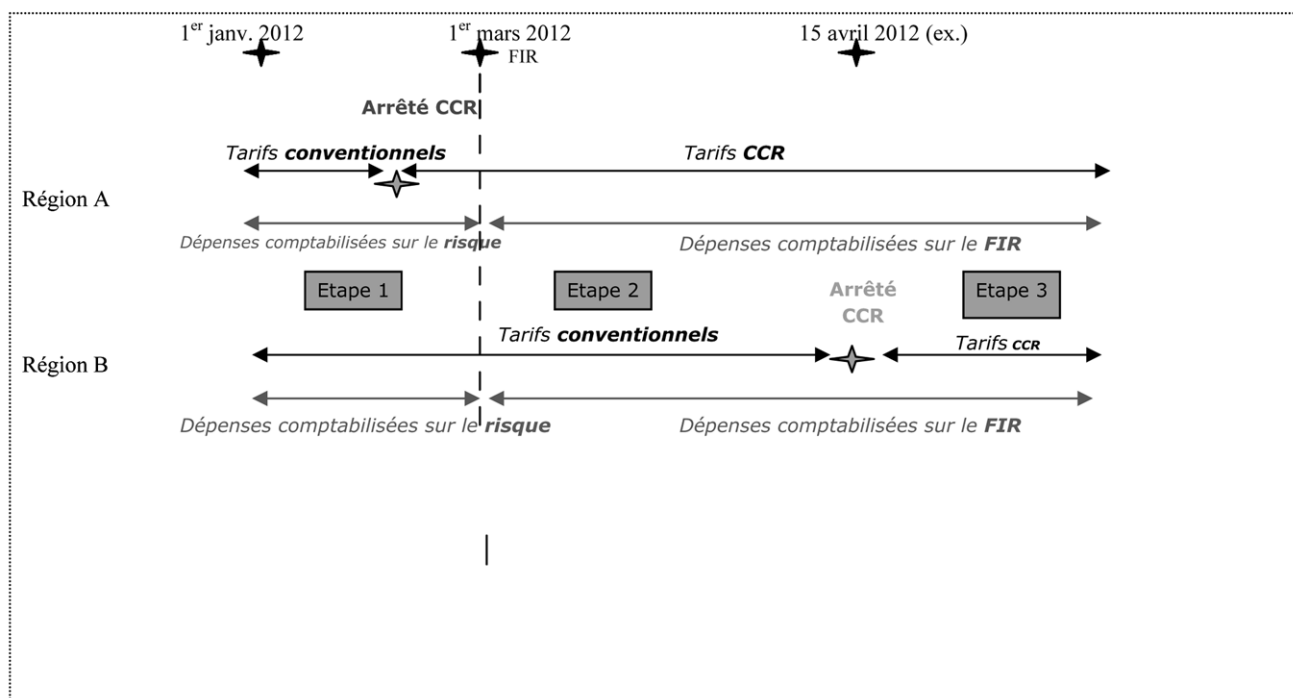 1er janv. 2012 1er mars 2012 15 avril 2012 (ex.)
FIR
Arrêté CCR
Tarifs conventionnels Tarifs CCR
Région A
Dépenses comptabilisées sur le risque Dépenses comptabilisées sur le FIR
Etape 1 Etape 2 Arrêté CCR Etape 3
Tarifs conventionnels Tarifs CCR
Région B
Dépenses comptabilisées sur le risque Dépenses comptabilisées sur le FIR